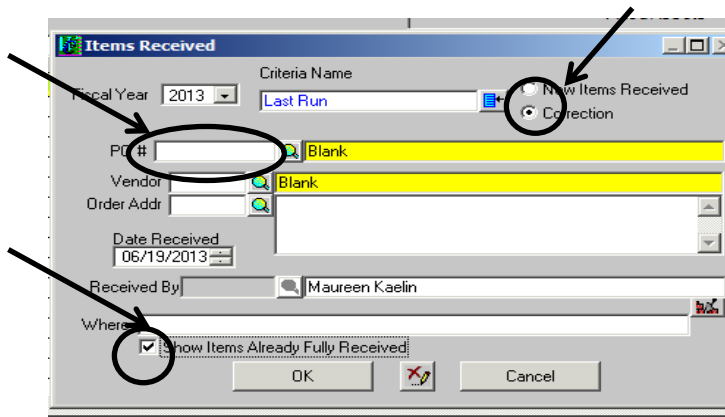 Items Received
Criteria Name
Fiscal Year 2013
Last Run
New Items Received
Correction
PO #
Blank
Vendor
Blank
Order Addr
Date Received
06/19/2013
Received By
Maureen Kaelin
Where
Show Items Already Fully Received
OK
Cancel